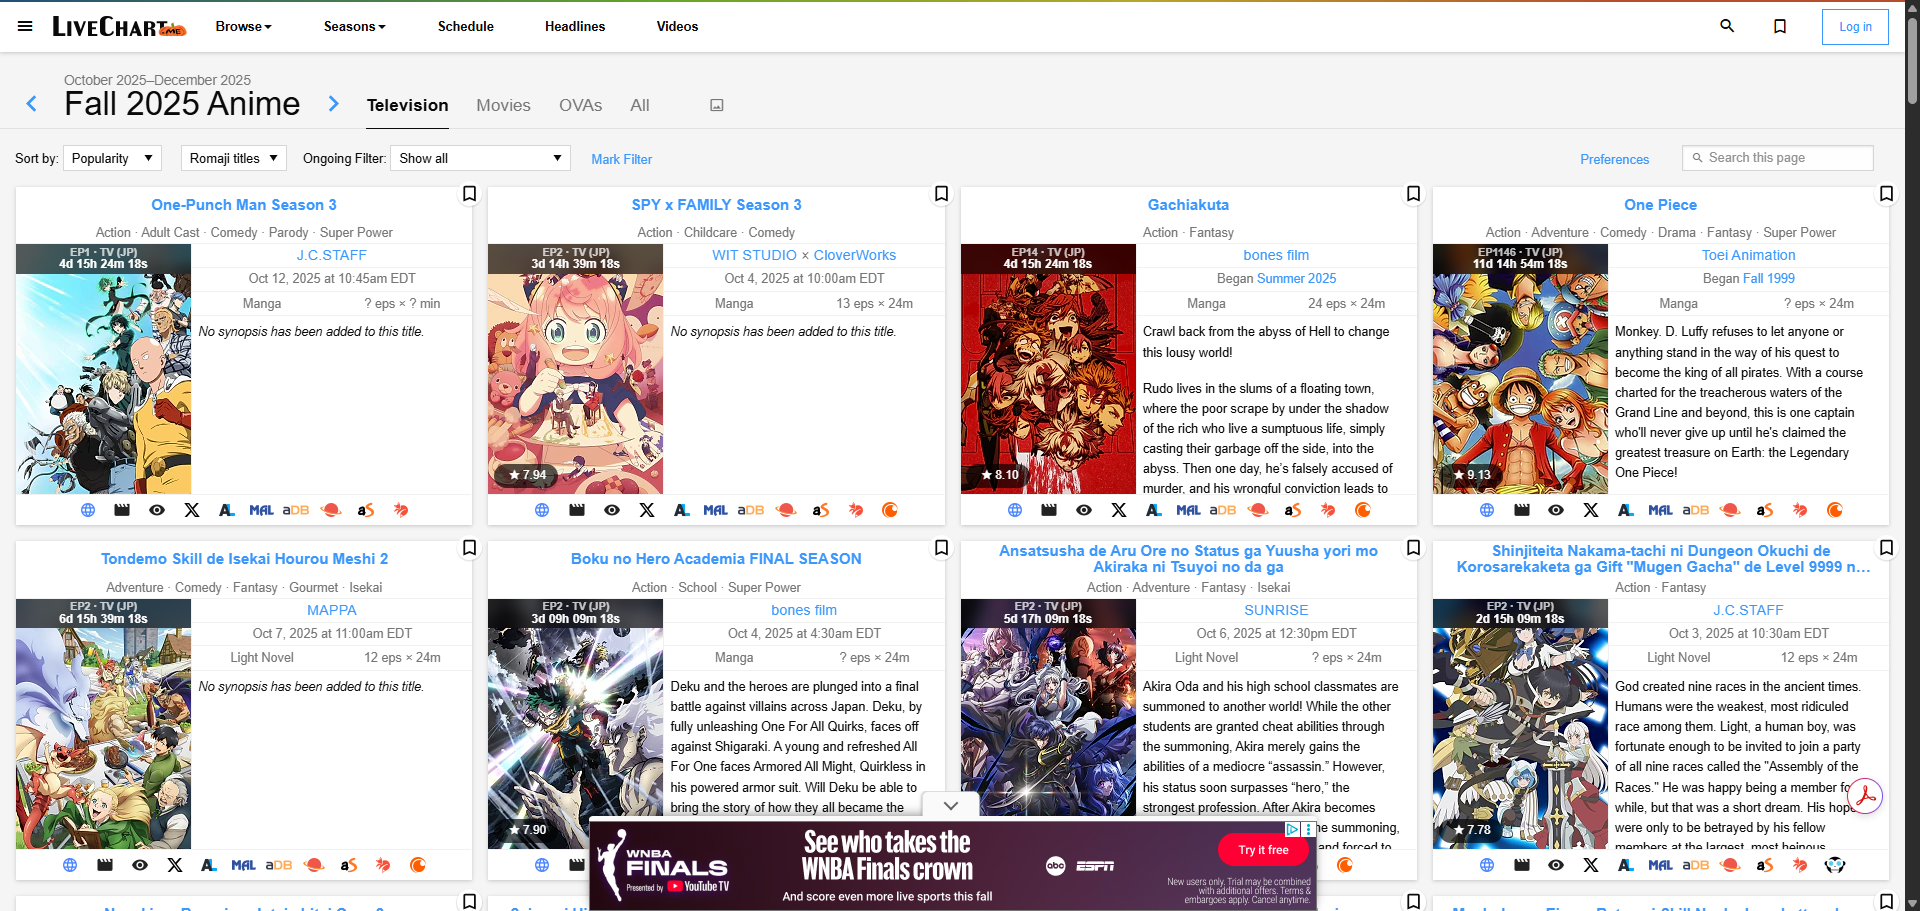 LIVECHART.ME
Browse
Seasons
Schedule
Headlines
Videos
Log in
October 2025–December 2025
Fall 2025 Anime
Television
Movies
OVAs
All
Sort by:
Popularity
Romaji titles
Ongoing Filter:
Show all
Mark Filter
Preferences
Search this page
One-Punch Man Season 3
Action · Adult Cast · Comedy · Parody · Super Power
EP1 · TV (JP)
4d 15h 24m 18s
J.C.STAFF
Oct 12, 2025 at 10:45am EDT
Manga
? eps × ? min
No synopsis has been added to this title.
AL MAL aDB aS
SPY x FAMILY Season 3
Action · Childcare · Comedy
EP2 · TV (JP)
3d 14h 39m 18s
WIT STUDIO × CloverWorks
Oct 4, 2025 at 10:00am EDT
Manga
13 eps × 24m
No synopsis has been added to this title.
7.94
AL MAL aDB aS
Gachiakuta
Action · Fantasy
EP14 · TV (JP)
4d 15h 24m 18s
bones film
Began Summer 2025
Manga
24 eps × 24m
Crawl back from the abyss of Hell to change
this lousy world!
Rudo lives in the slums of a floating town,
where the poor scrape by under the shadow
of the rich who live a sumptuous life, simply
casting their garbage off the side, into the
abyss. Then one day, he's falsely accused of
murder, and his wrongful conviction leads to
8.10
AL MAL aDB aS
One Piece
Action · Adventure · Comedy · Drama · Fantasy · Super Power
EP1146 · TV (JP)
11d 14h 54m 18s
Toei Animation
Began Fall 1999
Manga
? eps × 24m
Monkey. D. Luffy refuses to let anyone or
anything stand in the way of his quest to
become the king of all pirates. With a course
charted for the treacherous waters of the
Grand Line and beyond, this is one captain
who'll never give up until he's claimed the
greatest treasure on Earth: the Legendary
One Piece!
9.13
AL MAL aDB aS
Tondemo Skill de Isekai Hourou Meshi 2
Adventure · Comedy · Fantasy · Gourmet · Isekai
EP2 · TV (JP)
6d 15h 39m 18s
MAPPA
Oct 7, 2025 at 11:00am EDT
Light Novel
12 eps × 24m
No synopsis has been added to this title.
AL MAL aDB aS
Boku no Hero Academia FINAL SEASON
Action · School · Super Power
EP2 · TV (JP)
3d 09h 09m 18s
bones film
Oct 4, 2025 at 4:30am EDT
Manga
? eps × 24m
Deku and the heroes are plunged into a final
battle against villains across Japan. Deku, by
fully unleashing One For All Quirks, faces off
against Shigaraki. A young and refreshed All
For One faces Armored All Might, Quirkless in
his powered armor suit. Will Deku be able to
bring the story of how they all became the
7.90
Ansatsusha de Aru Ore no Status ga Yuusha yori mo
Akiraka ni Tsuyoi no da ga
Action · Adventure · Fantasy · Isekai
EP2 · TV (JP)
5d 17h 09m 18s
SUNRISE
Oct 6, 2025 at 12:30pm EDT
Light Novel
? eps × 24m
Akira Oda and his high school classmates are
summoned to another world! While the other
students are granted cheat abilities through
the summoning, Akira merely gains the
abilities of a mediocre “assassin.” However,
his status soon surpasses “hero,” the
strongest profession. After Akira becomes
he summoning,
and forced to
Shinjiteita Nakama-tachi ni Dungeon Okuchi de
Korosarekaketa ga Gift "Mugen Gacha" de Level 9999 n…
Action · Fantasy
EP2 · TV (JP)
2d 15h 09m 18s
J.C.STAFF
Oct 3, 2025 at 10:30am EDT
Light Novel
12 eps × 24m
God created nine races in the ancient times.
Humans were the weakest, most ridiculed
race among them. Light, a human boy, was
fortunate enough to be invited to join a party
of all nine races called the "Assembly of the
Races." He was happy being a member fo
while, but that was a short dream. His hope
were only to be betrayed by his fellow
members at the largest, most heinous
7.78
AL MAL aDB aS
WNBA
FINALS
Presented by YouTube TV
See who takes the
WNBA Finals crown
And score even more live sports this fall
abc ESPN
Try it free
New users only. Trial may be combined
with additional offers. Terms &
embargoes apply. Cancel anytime.